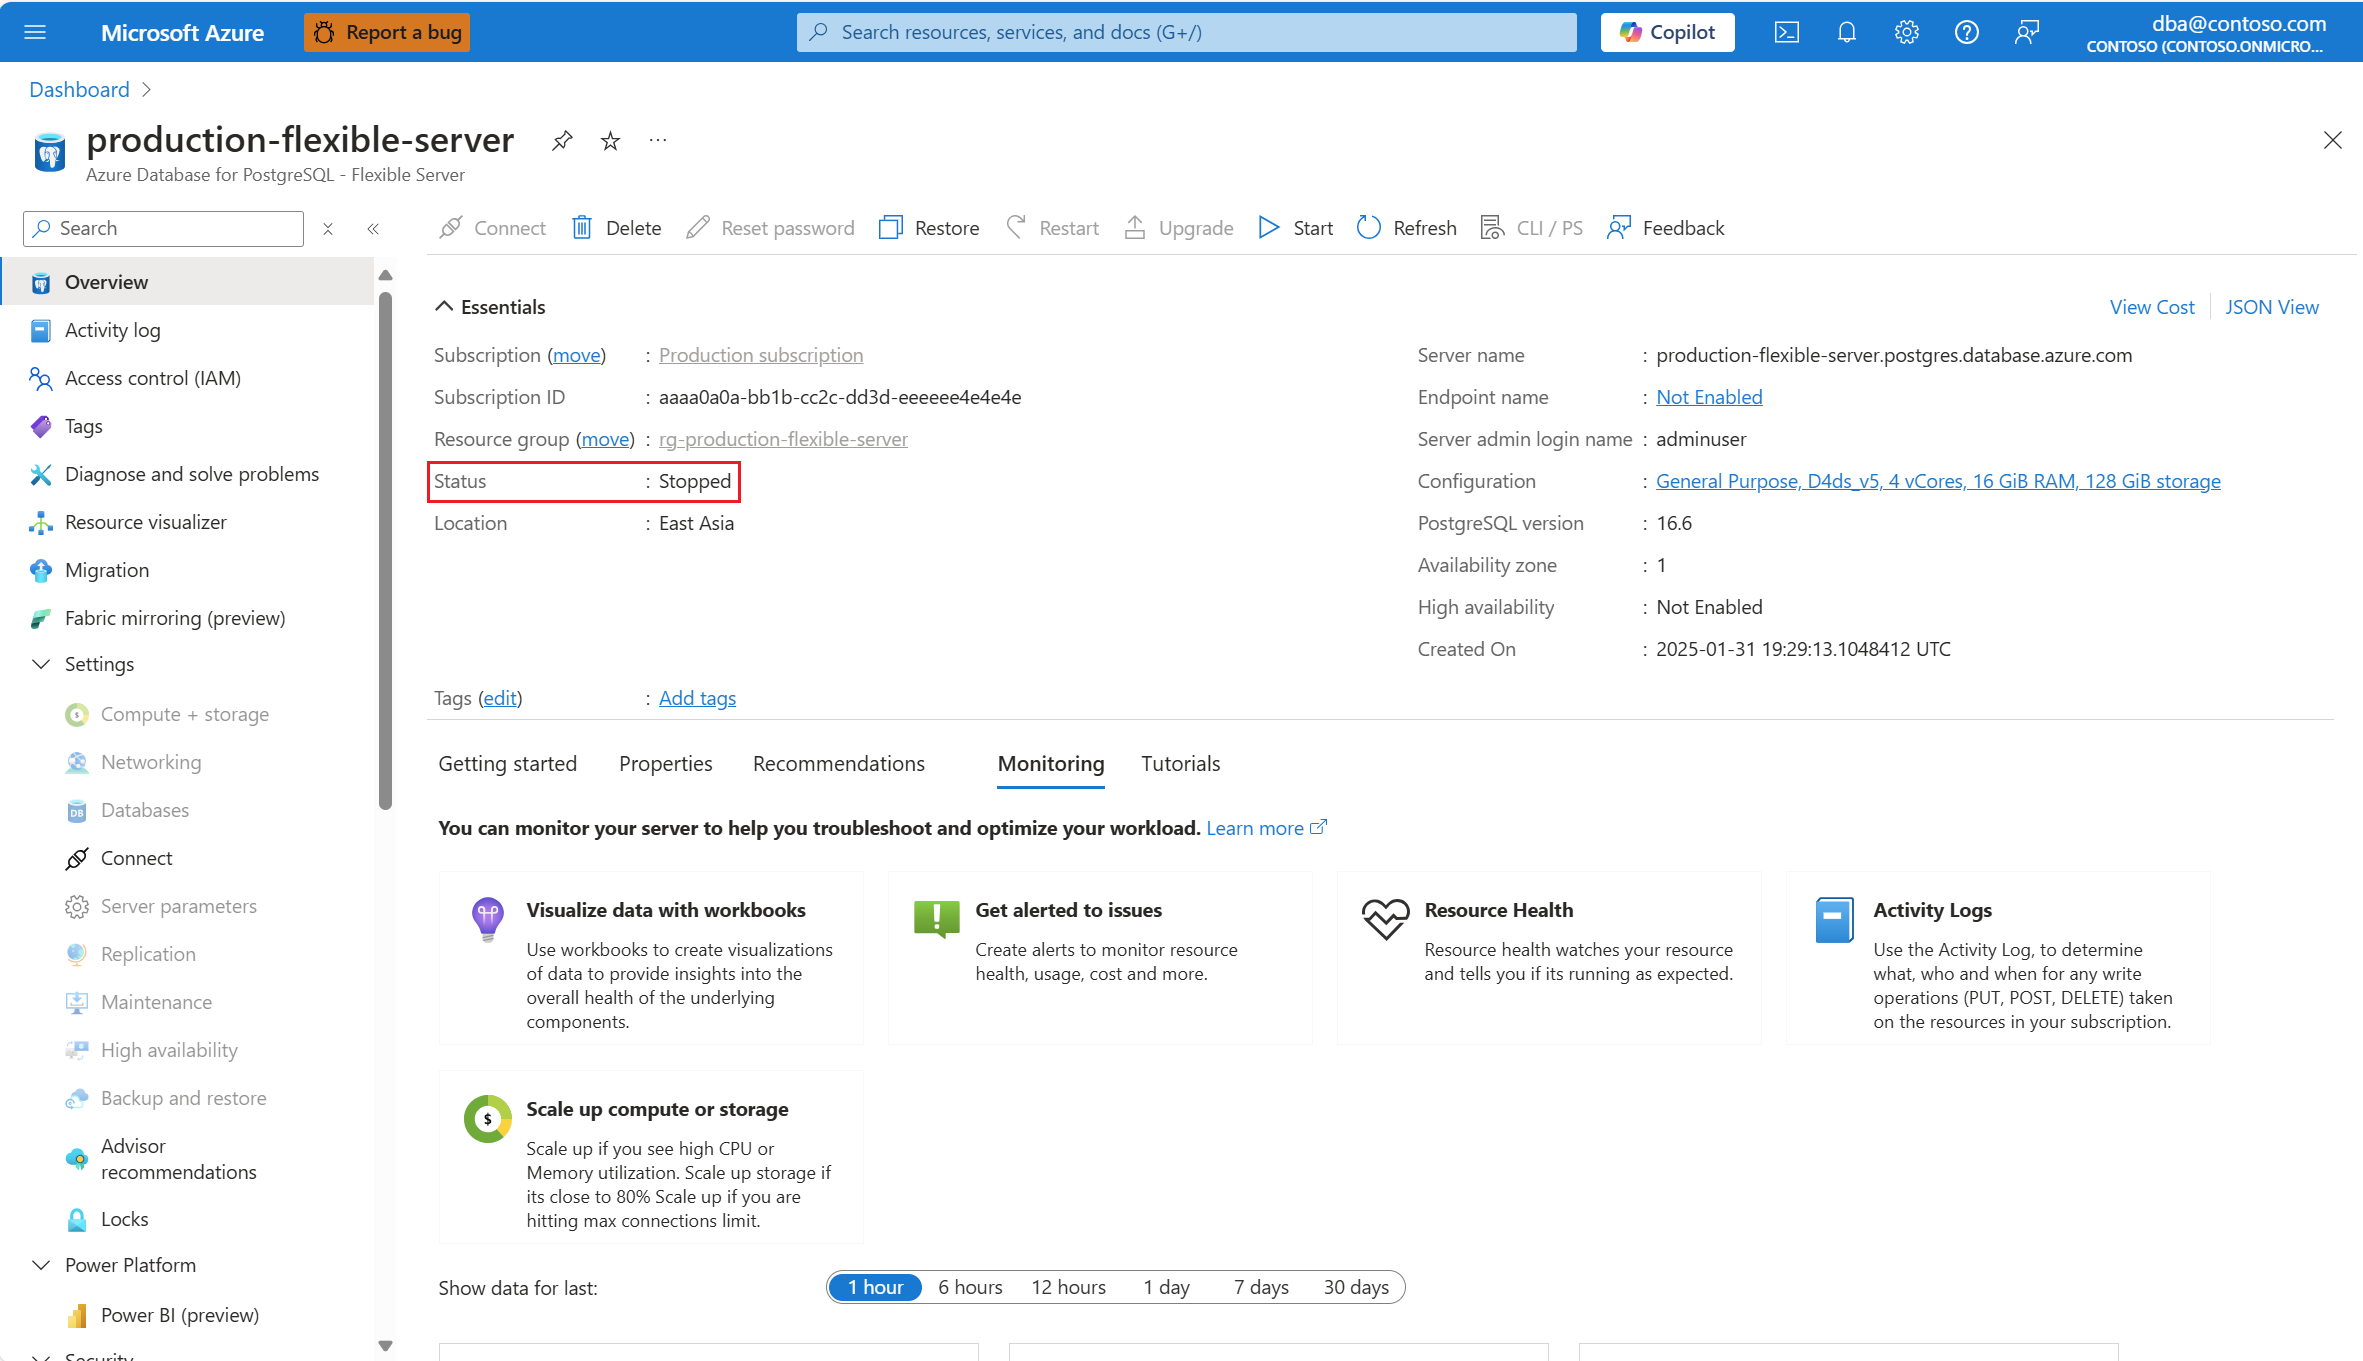 Microsoft Azure
Report a bug
Search resources, services, and docs (G+/)
Copilot
dba@contoso.com
CONTOSO (CONTOSO.ONMICRO...
Dashboard
production-flexible-server
Azure Database for PostgreSQL - Flexible Server
Search
Connect
Delete
Reset password
Restore
Restart
Upgrade
Start
Refresh
CLI / PS
Feedback
Overview
Activity log
Access control (IAM)
Tags
Diagnose and solve problems
Resource visualizer
Migration
Fabric mirroring (preview)
Settings
Compute + storage
Networking
Databases
Connect
Server parameters
Replication
Maintenance
High availability
Backup and restore
Advisor
recommendations
Locks
Power Platform
Power BI (preview)
Security
Essentials
View Cost
JSON View
Subscription (move) : Production subscription
Subscription ID : aaaa0a0a-bb1b-cc2c-dd3d-eeeeee4e4e4e
Resource group (move) : rg-production-flexible-server
Status : Stopped
Location : East Asia
Server name : production-flexible-server.postgres.database.azure.com
Endpoint name : Not Enabled
Server admin login name : adminuser
Configuration : General Purpose, D4ds_v5, 4 vCores, 16 GiB RAM, 128 GiB storage
PostgreSQL version : 16.6
Availability zone : 1
High availability : Not Enabled
Created On : 2025-01-31 19:29:13.1048412 UTC
Tags (edit) : Add tags
Getting started
Properties
Recommendations
Monitoring
Tutorials
You can monitor your server to help you troubleshoot and optimize your workload. Learn more
Visualize data with workbooks
Use workbooks to create visualizations
of data to provide insights into the
overall health of the underlying
components.
Get alerted to issues
Create alerts to monitor resource
health, usage, cost and more.
Resource Health
Resource health watches your resource
and tells you if its running as expected.
Activity Logs
Use the Activity Log, to determine
what, who and when for any write
operations (PUT, POST, DELETE) taken
on the resources in your subscription.
Scale up compute or storage
Scale up if you see high CPU or
Memory utilization. Scale up storage if
its close to 80% Scale up if you are
hitting max connections limit.
Show data for last:
1 hour
6 hours
12 hours
1 day
7 days
30 days